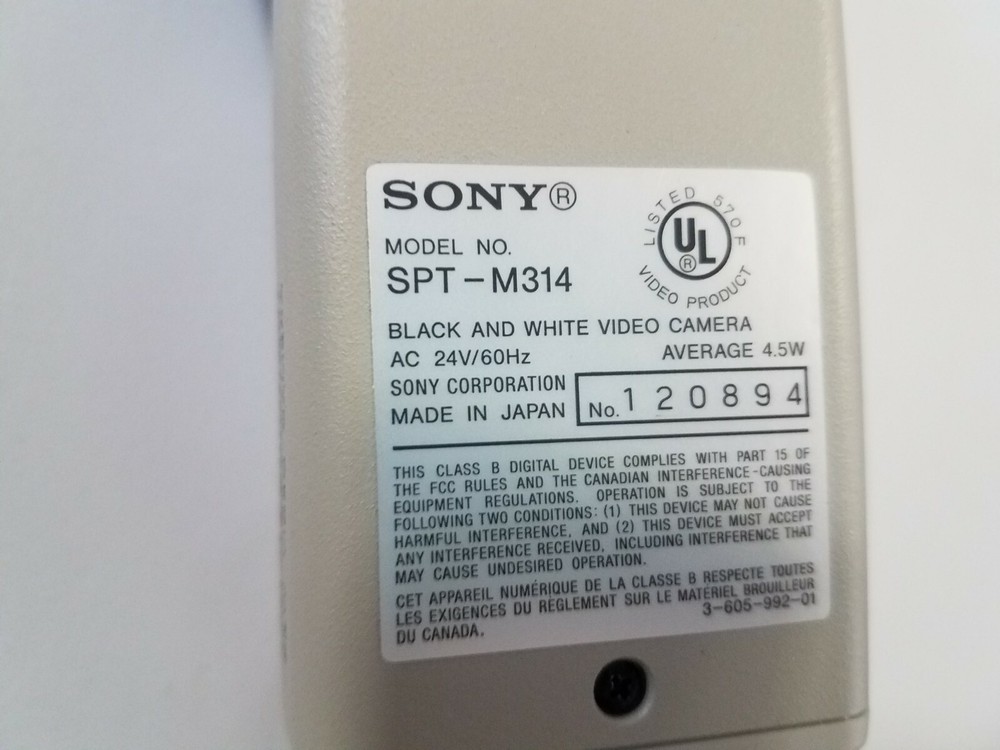 SONY®
LISTED 570F
UL®
VIDEO PRODUCT
MODEL NO.
SPT-M314
BLACK AND WHITE VIDEO CAMERA
AC 24V/60Hz AVERAGE 4.5W
SONY CORPORATION
MADE IN JAPAN No. 120894
THIS CLASS B DIGITAL DEVICE COMPLIES WITH PART 15 OF
THE FCC RULES AND THE CANADIAN INTERFERENCE-CAUSING
EQUIPMENT REGULATIONS. OPERATION IS SUBJECT TO THE
FOLLOWING TWO CONDITIONS: (1) THIS DEVICE MAY NOT CAUSE
HARMFUL INTERFERENCE, AND (2) THIS DEVICE MUST ACCEPT
ANY INTERFERENCE RECEIVED, INCLUDING INTERFERENCE THAT
MAY CAUSE UNDESIRED OPERATION.
CET APPAREIL NUMÉRIQUE DE LA CLASSE B RESPECTE TOUTES
LES EXIGENCES DU REGLEMENT SUR LE MATÉRIEL BROUILLEUR
DU CANADA. 3-605-992-01